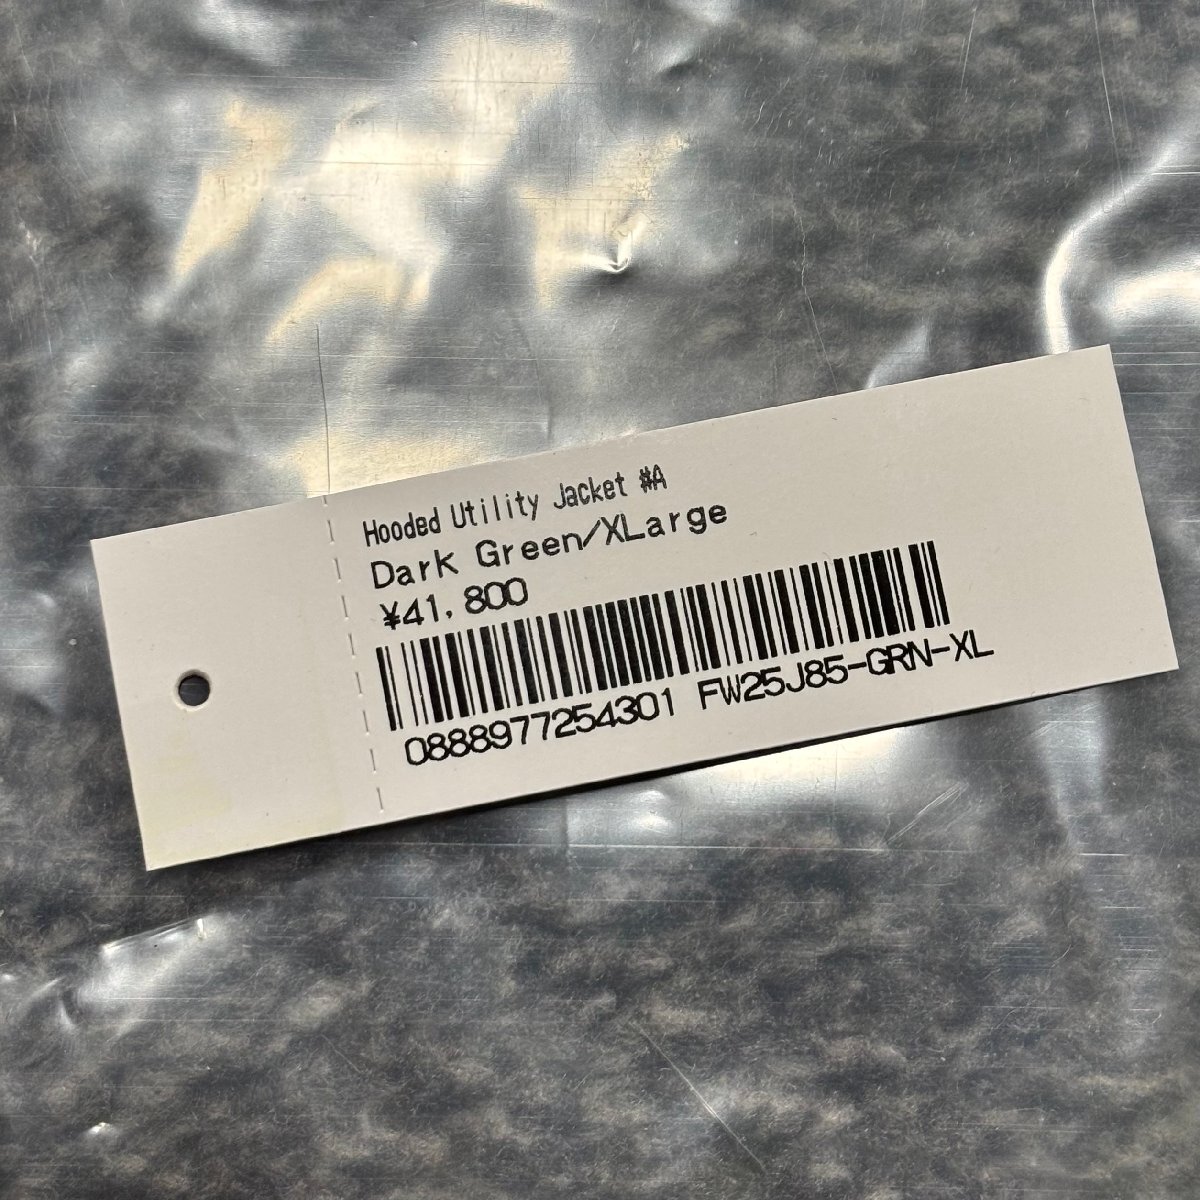 Hooded Utility Jacket #A
Dark Green/XLarge
¥41,800
0888977254301 FW25J85-GRN-XL